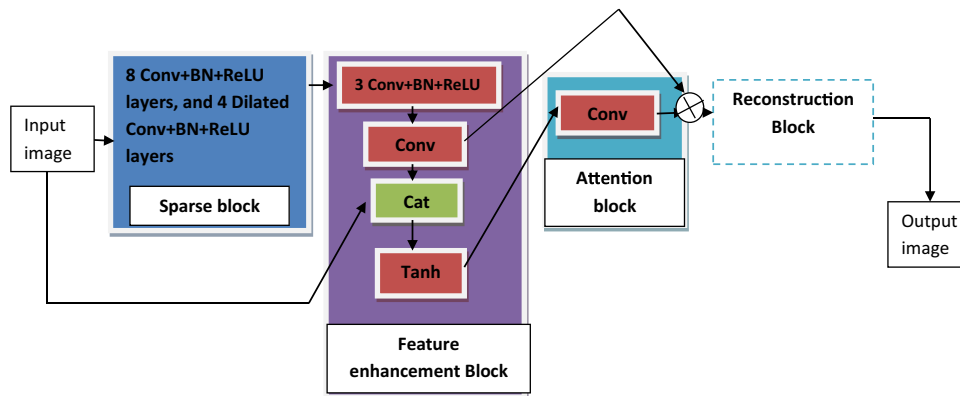 Input
image
8 Conv+BN+ReLU
layers, and 4 Dilated
Conv+BN+ReLU
layers
Sparse block
3 Conv+BN+ReLU
Conv
Cat
Tanh
Feature
enhancement Block
Conv
Attention
block
Reconstruction
Block
Output
image